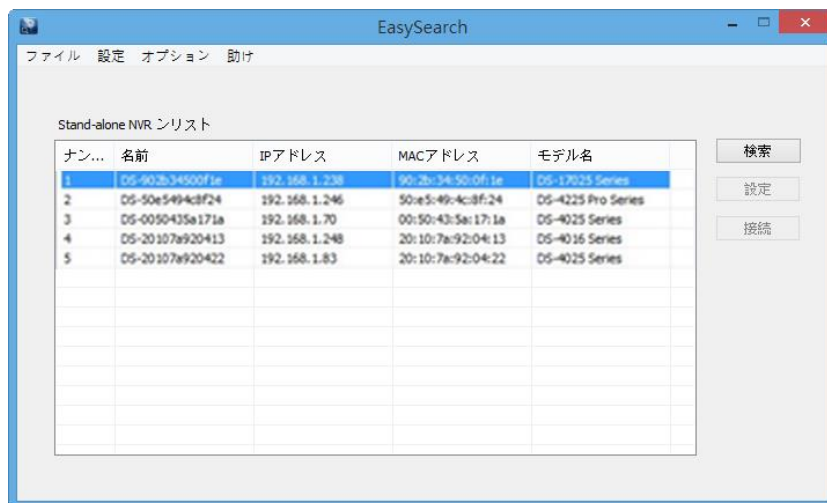 EasySearch
ファイル 設定 オプション 助け
Stand-alone NVR ンリスト
ナン... 名前 IPアドレス MACアドレス モデル名
1 DS-902b34500f1e 192.168.1.238 90:2b:34:50:0f:1e DS-17025 Series
2 DS-50e5494c8f24 192.168.1.246 50:e5:49:4c:8f:24 DS-4225 Pro Series
3 DS-0050435a171a 192.168.1.70 00:50:43:5a:17:1a DS-4025 Series
4 DS-20107a920413 192.168.1.248 20:10:7a:92:04:13 DS-4016 Series
5 DS-20107a920422 192.168.1.83 20:10:7a:92:04:22 DS-4025 Series
検索
設定
接続